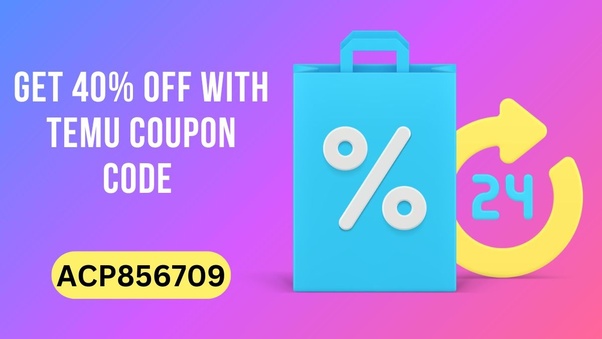 GET 40% OFF WITH
TEMU COUPON
CODE
ACP856709
%
24